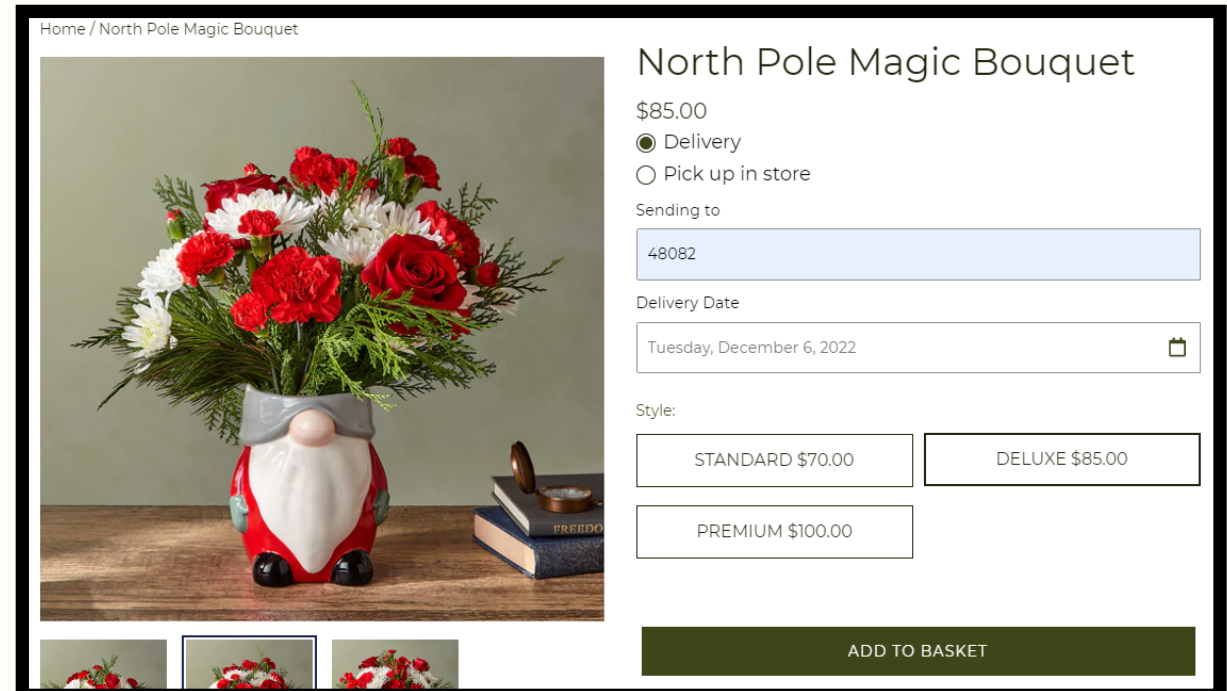 Home / North Pole Magic Bouquet
North Pole Magic Bouquet
$85.00
Delivery
Pick up in store
Sending to
48082
Delivery Date
Tuesday, December 6, 2022
Style:
STANDARD $70.00
DELUXE $85.00
PREMIUM $100.00
ADD TO BASKET
FREEDO